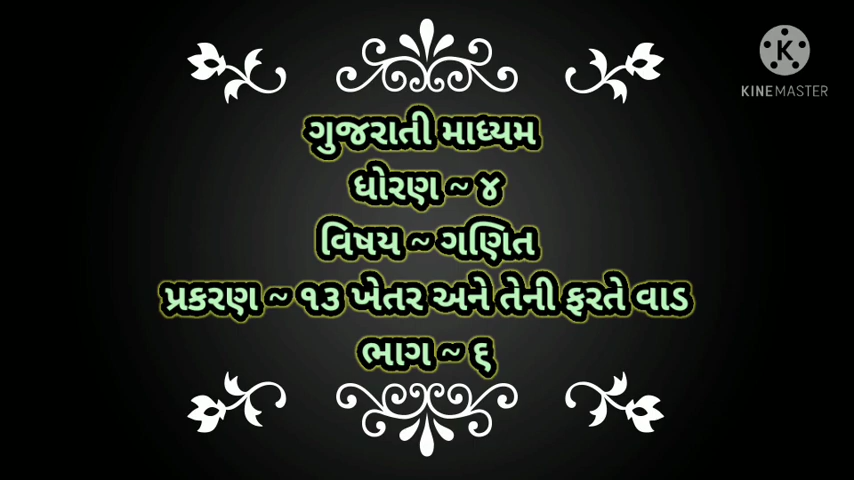 KINEMASTER
ગુજરાતી માધ્યમ
ધોરણ ~ ૪
વિષય ~ ગણિત
પ્રકરણ ~ ૧૩ ખેતર અને તેની ફરતે વાડ
ભાગ ~ ૬